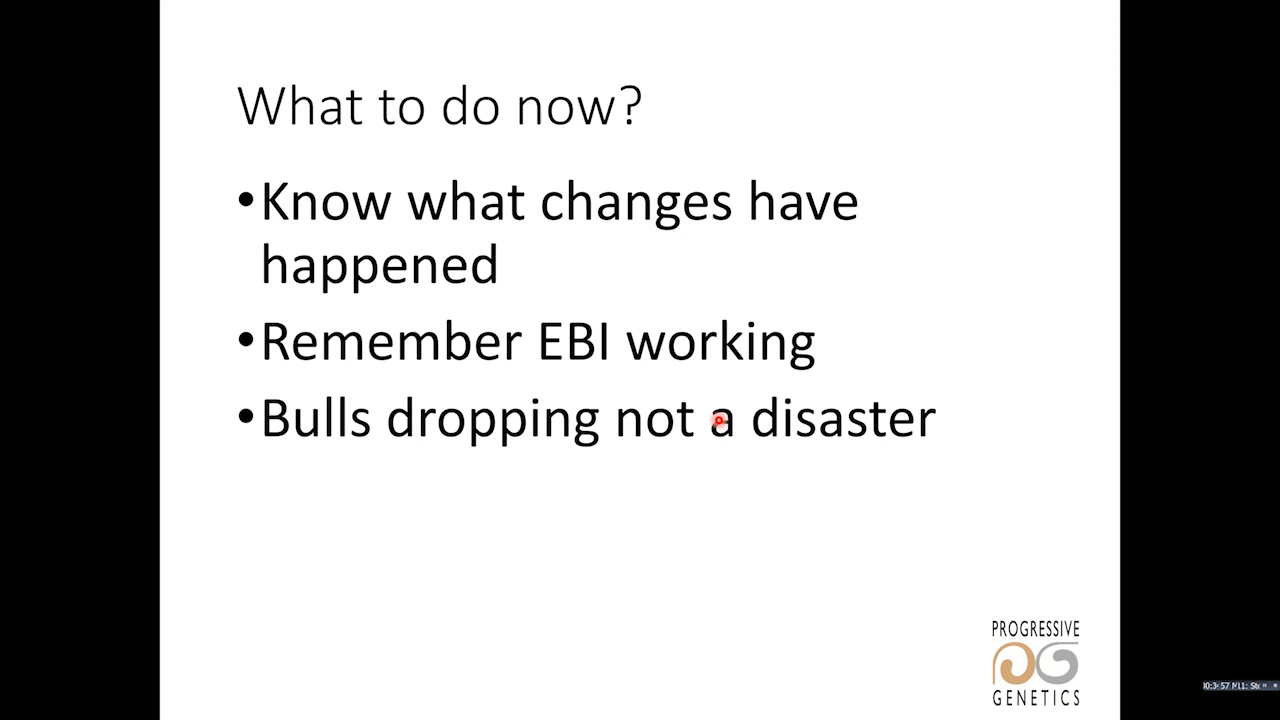 What to do now?
•Know what changes have
happened
•Remember EBI working
•Bulls dropping not a disaster
PROGRESSIVE
GENETICS